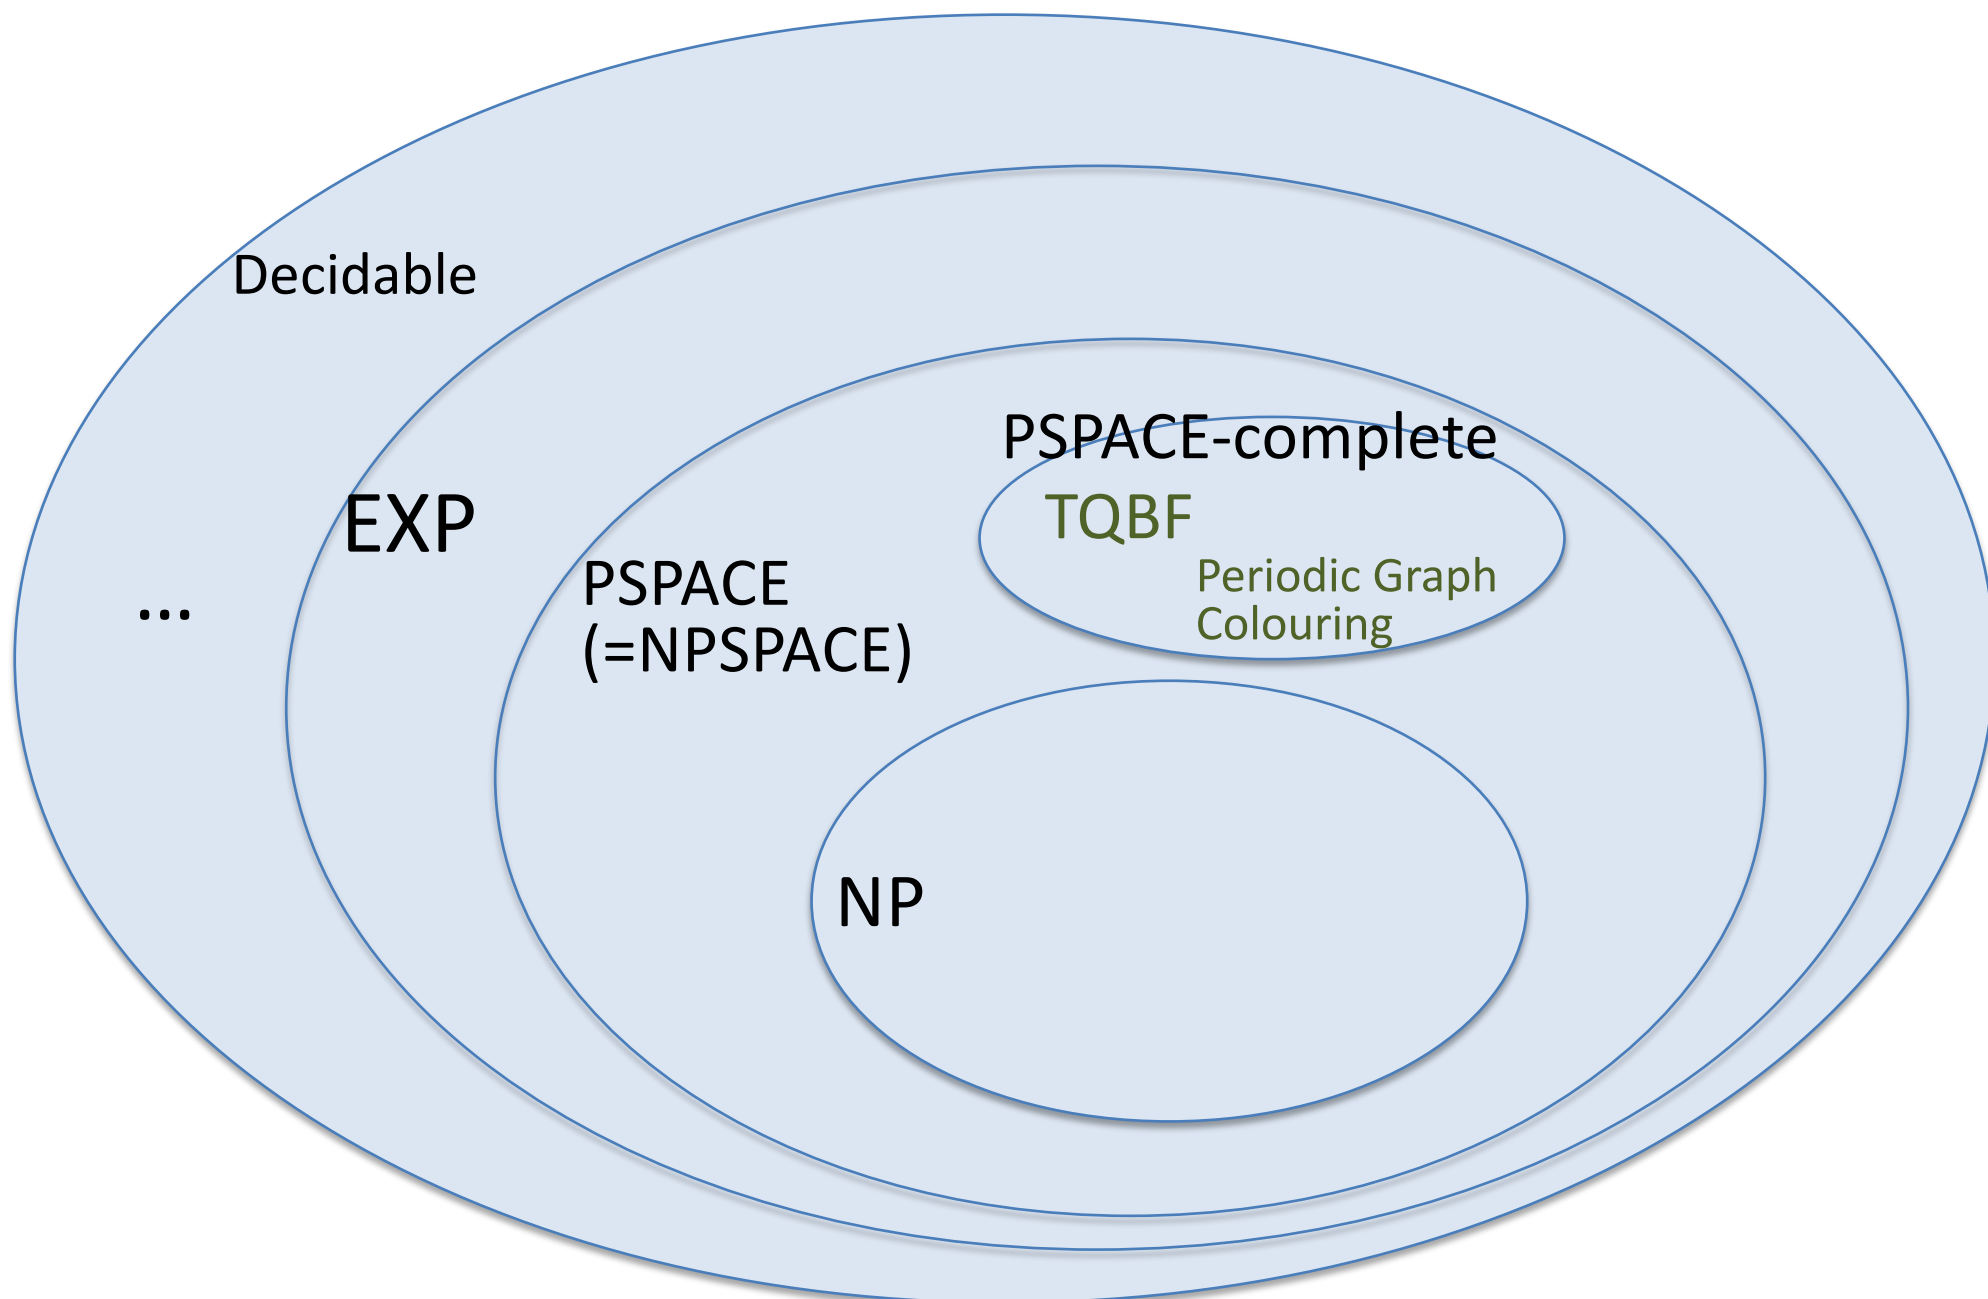 Decidable
PSPACE-complete
EXP
TQBF
PSPACE
(=NPSPACE)
Periodic Graph
Colouring
...
NP